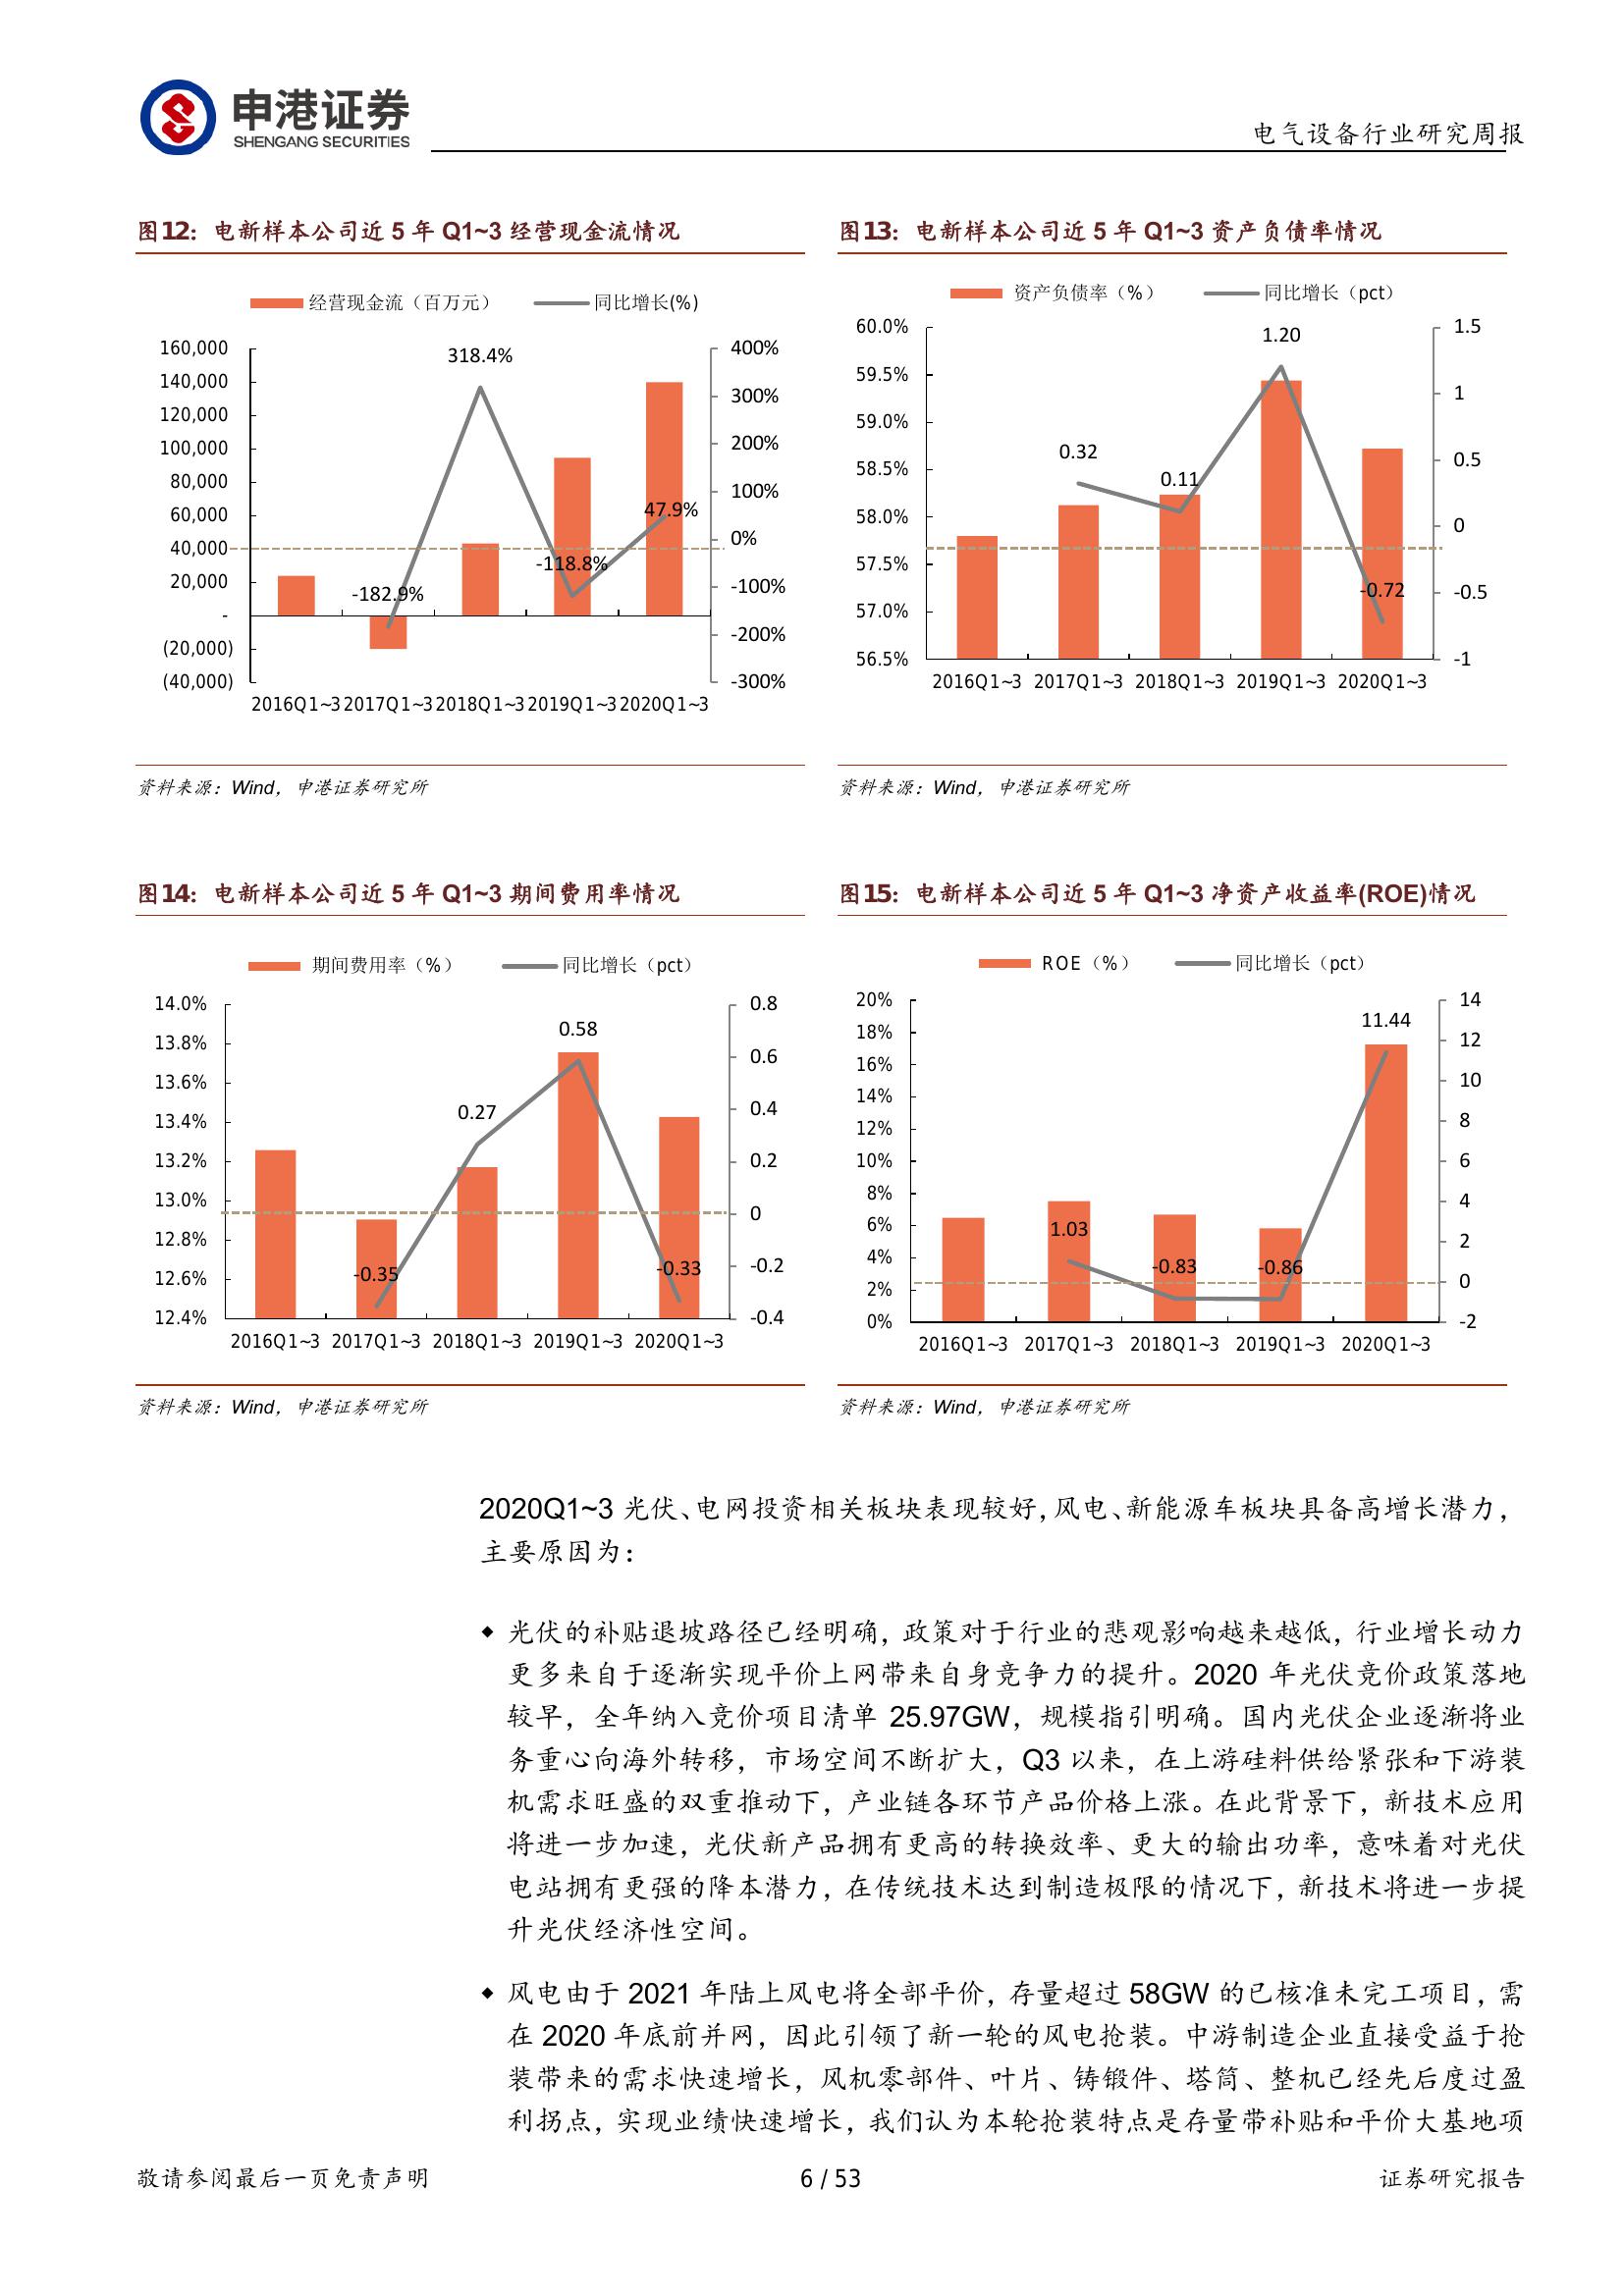 申港证券
SHENGANG SECURITIES
电气设备行业研究周报
图12：电新样本公司近 5 年 Q1~3 经营现金流情况
经营现金流（百万元） 同比增长(%)
160,000
140,000
120,000
100,000
80,000
60,000
40,000
20,000
-
(20,000)
(40,000)
400%
300%
200%
100%
0%
-100%
-200%
-300%
318.4%
47.9%
-118.8%
-182.9%
2016Q1~3 2017Q1~3 2018Q1~3 2019Q1~3 2020Q1~3
资料来源：Wind，申港证券研究所
图13：电新样本公司近 5 年 Q1~3 资产负债率情况
资产负债率（%） 同比增长（pct）
60.0%
59.5%
59.0%
58.5%
58.0%
57.5%
57.0%
56.5%
1.5
1
0.5
0
-0.5
-1
1.20
0.32
0.11
-0.72
2016Q1~3 2017Q1~3 2018Q1~3 2019Q1~3 2020Q1~3
资料来源：Wind，申港证券研究所
图14：电新样本公司近 5 年 Q1~3 期间费用率情况
期间费用率（%） 同比增长（pct）
14.0%
13.8%
13.6%
13.4%
13.2%
13.0%
12.8%
12.6%
12.4%
0.8
0.6
0.4
0.2
0
-0.2
-0.4
0.58
0.27
-0.35
-0.33
2016Q1~3 2017Q1~3 2018Q1~3 2019Q1~3 2020Q1~3
资料来源：Wind，申港证券研究所
图15：电新样本公司近 5 年 Q1~3 净资产收益率(ROE)情况
ROE（%） 同比增长（pct）
20%
18%
16%
14%
12%
10%
8%
6%
4%
2%
0%
14
12
10
8
6
4
2
0
-2
11.44
1.03
-0.83
-0.86
2016Q1~3 2017Q1~3 2018Q1~3 2019Q1~3 2020Q1~3
资料来源：Wind，申港证券研究所
2020Q1~3 光伏、电网投资相关板块表现较好，风电、新能源车板块具备高增长潜力，
主要原因为：
◆ 光伏的补贴退坡路径已经明确，政策对于行业的悲观影响越来越低，行业增长动力
更多来自于逐渐实现平价上网带来自身竞争力的提升。2020 年光伏竞价政策落地
较早，全年纳入竞价项目清单 25.97GW，规模指引明确。国内光伏企业逐渐将业
务重心向海外转移，市场空间不断扩大，Q3 以来，在上游硅料供给紧张和下游装
机需求旺盛的双重推动下，产业链各环节产品价格上涨。在此背景下，新技术应用
将进一步加速，光伏新产品拥有更高的转换效率、更大的输出功率，意味着对光伏
电站拥有更强的降本潜力，在传统技术达到制造极限的情况下，新技术将进一步提
升光伏经济性空间。
◆ 风电由于 2021 年陆上风电将全部平价，存量超过 58GW 的已核准未完工项目，需
在 2020 年底前并网，因此引领了新一轮的风电抢装。中游制造企业直接受益于抢
装带来的需求快速增长，风机零部件、叶片、铸锻件、塔筒、整机已经先后度过盈
利拐点，实现业绩快速增长，我们认为本轮抢装特点是存量带补贴和平价大基地项
敬请参阅最后一页免责声明
6 / 53
证券研究报告